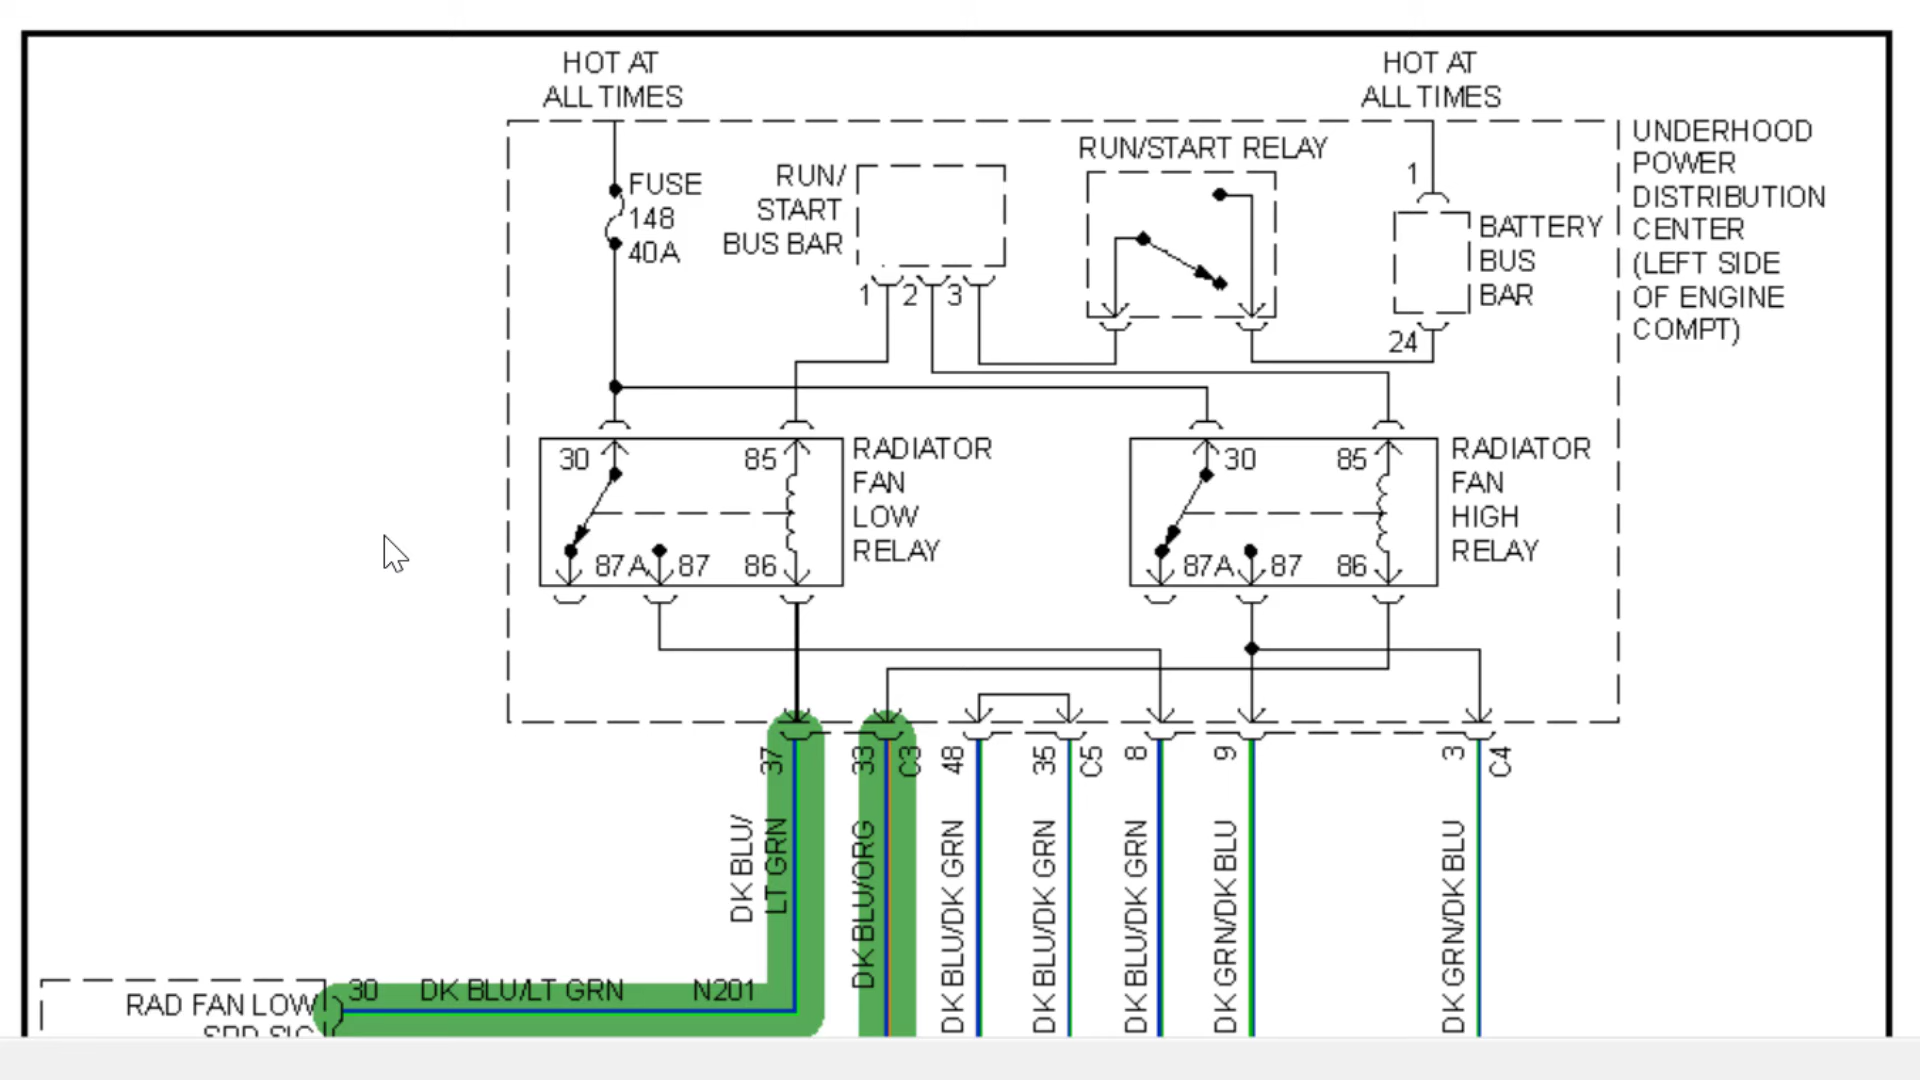 HOT AT
ALL TIMES
HOT AT
ALL TIMES
UNDERHOOD
POWER
DISTRIBUTION
CENTER
(LEFT SIDE
OF ENGINE
COMPT)
FUSE
148
40A
RUN/
START
BUS BAR
1 2 3
RUN/START RELAY
1
BATTERY
BUS
BAR
24
30 85
87A 87 86
RADIATOR
FAN
LOW
RELAY
30 85
87A 87 86
RADIATOR
FAN
HIGH
RELAY
37
33
C3
48
35
C5
8
9
3
C4
DK BLU/
LT GRN
DK BLU/ORG
DK BLU/DK GRN
DK BLU/DK GRN
DK BLU/DK GRN
DK GRN/DK BLU
DK GRN/DK BLU
30 DK BLU/LT GRN N201
RAD FAN LOW
SPD SIG